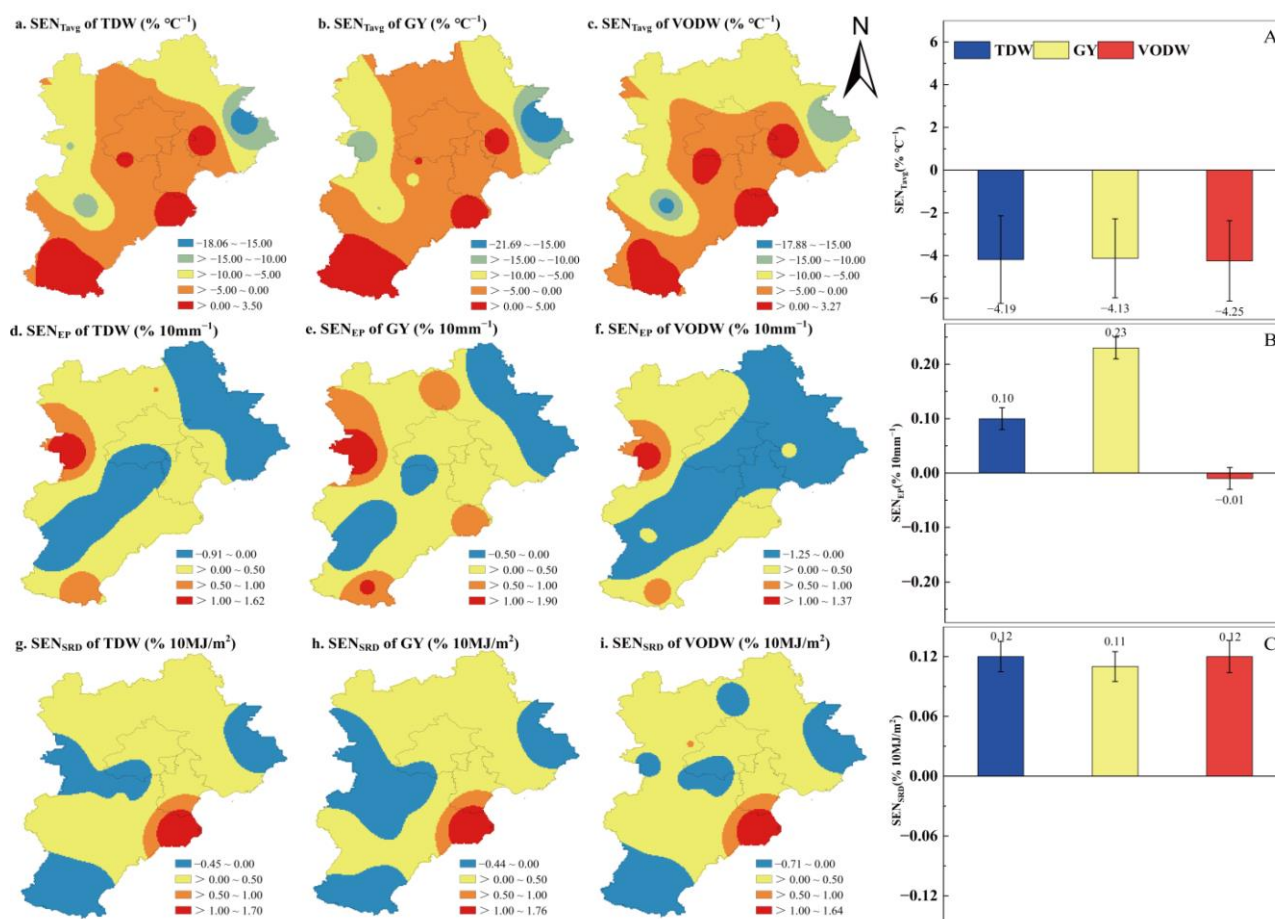 a. SEN_Tavg of TDW (% °C⁻¹)
b. SEN_Tavg of GY (% °C⁻¹)
c. SEN_Tavg of VODW (% °C⁻¹)
N
−18.06 ~ −15.00
> −15.00 ~ −10.00
> −10.00 ~ −5.00
> −5.00 ~ 0.00
> 0.00 ~ 3.50
−21.69 ~ −15.00
> −15.00 ~ −10.00
> −10.00 ~ −5.00
> −5.00 ~ 0.00
> 0.00 ~ 5.00
−17.88 ~ −15.00
> −15.00 ~ −10.00
> −10.00 ~ −5.00
> −5.00 ~ 0.00
> 0.00 ~ 3.27
A
TDW GY VODW
SEN_Tavg(% °C⁻¹)
6
4
2
0
−2
−4
−6
−4.19
−4.13
−4.25
d. SEN_EP of TDW (% 10mm⁻¹)
e. SEN_EP of GY (% 10mm⁻¹)
f. SEN_EP of VODW (% 10mm⁻¹)
−0.91 ~ 0.00
> 0.00 ~ 0.50
> 0.50 ~ 1.00
> 1.00 ~ 1.62
−0.50 ~ 0.00
> 0.00 ~ 0.50
> 0.50 ~ 1.00
> 1.00 ~ 1.90
−1.25 ~ 0.00
> 0.00 ~ 0.50
> 0.50 ~ 1.00
> 1.00 ~ 1.37
B
SEN_EP(% 10mm⁻¹)
0.20
0.10
0.00
−0.10
−0.20
0.10
0.23
−0.01
g. SEN_SRD of TDW (% 10MJ/m²)
h. SEN_SRD of GY (% 10MJ/m²)
i. SEN_SRD of VODW (% 10MJ/m²)
−0.45 ~ 0.00
> 0.00 ~ 0.50
> 0.50 ~ 1.00
> 1.00 ~ 1.70
−0.44 ~ 0.00
> 0.00 ~ 0.50
> 0.50 ~ 1.00
> 1.00 ~ 1.76
−0.71 ~ 0.00
> 0.00 ~ 0.50
> 0.50 ~ 1.00
> 1.00 ~ 1.64
C
SEN_SRD(% 10MJ/m²)
0.12
0.06
0.00
−0.06
−0.12
0.12
0.11
0.12